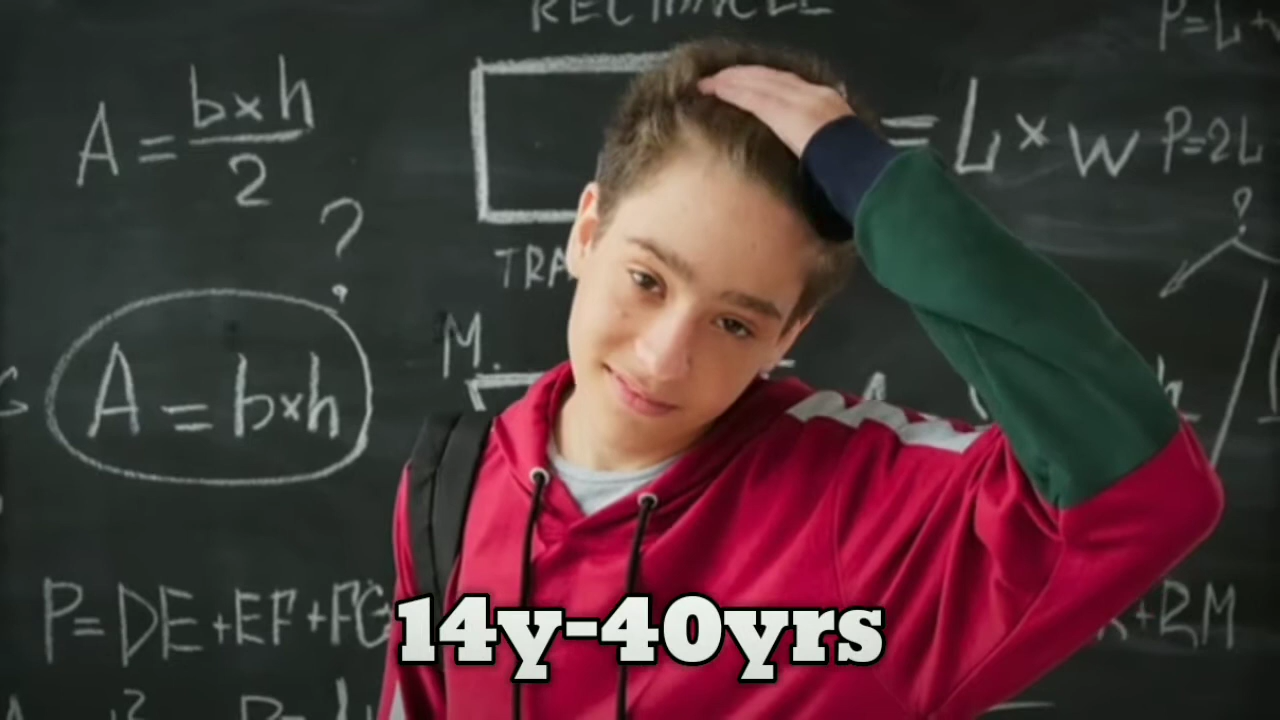 RECTANGLE
A = b×h / 2
= L × W
P=2L
?
TRA
?
M.
A = b×h
P=DE+EF+FG
+RM
14y-40yrs